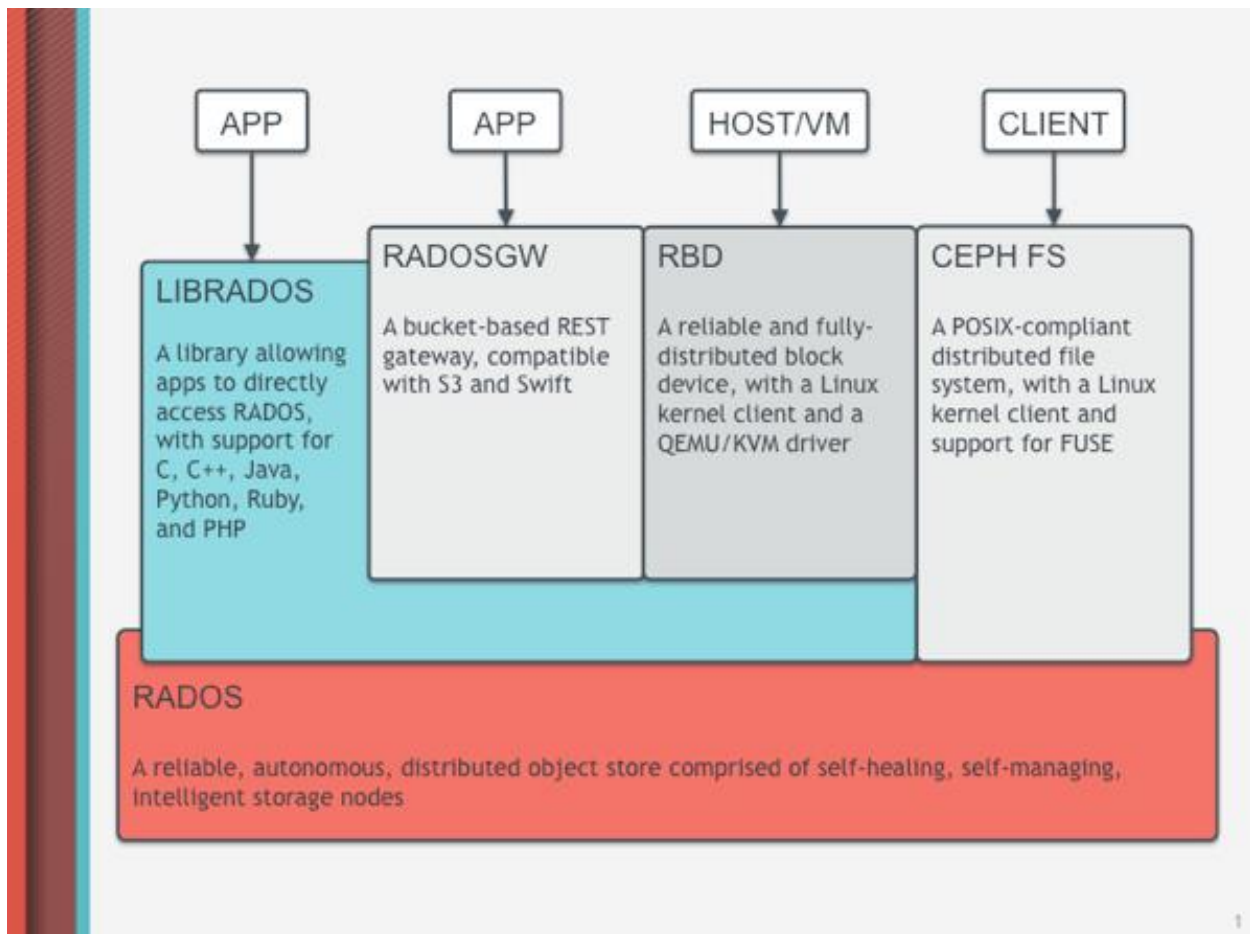 APP
APP
HOST/VM
CLIENT
LIBRADOS
A library allowing
apps to directly
access RADOS,
with support for
C, C++, Java,
Python, Ruby,
and PHP
RADOSGW
A bucket-based REST
gateway, compatible
with S3 and Swift
RBD
A reliable and fully-
distributed block
device, with a Linux
kernel client and a
QEMU/KVM driver
CEPH FS
A POSIX-compliant
distributed file
system, with a Linux
kernel client and
support for FUSE
RADOS
A reliable, autonomous, distributed object store comprised of self-healing, self-managing,
intelligent storage nodes
1